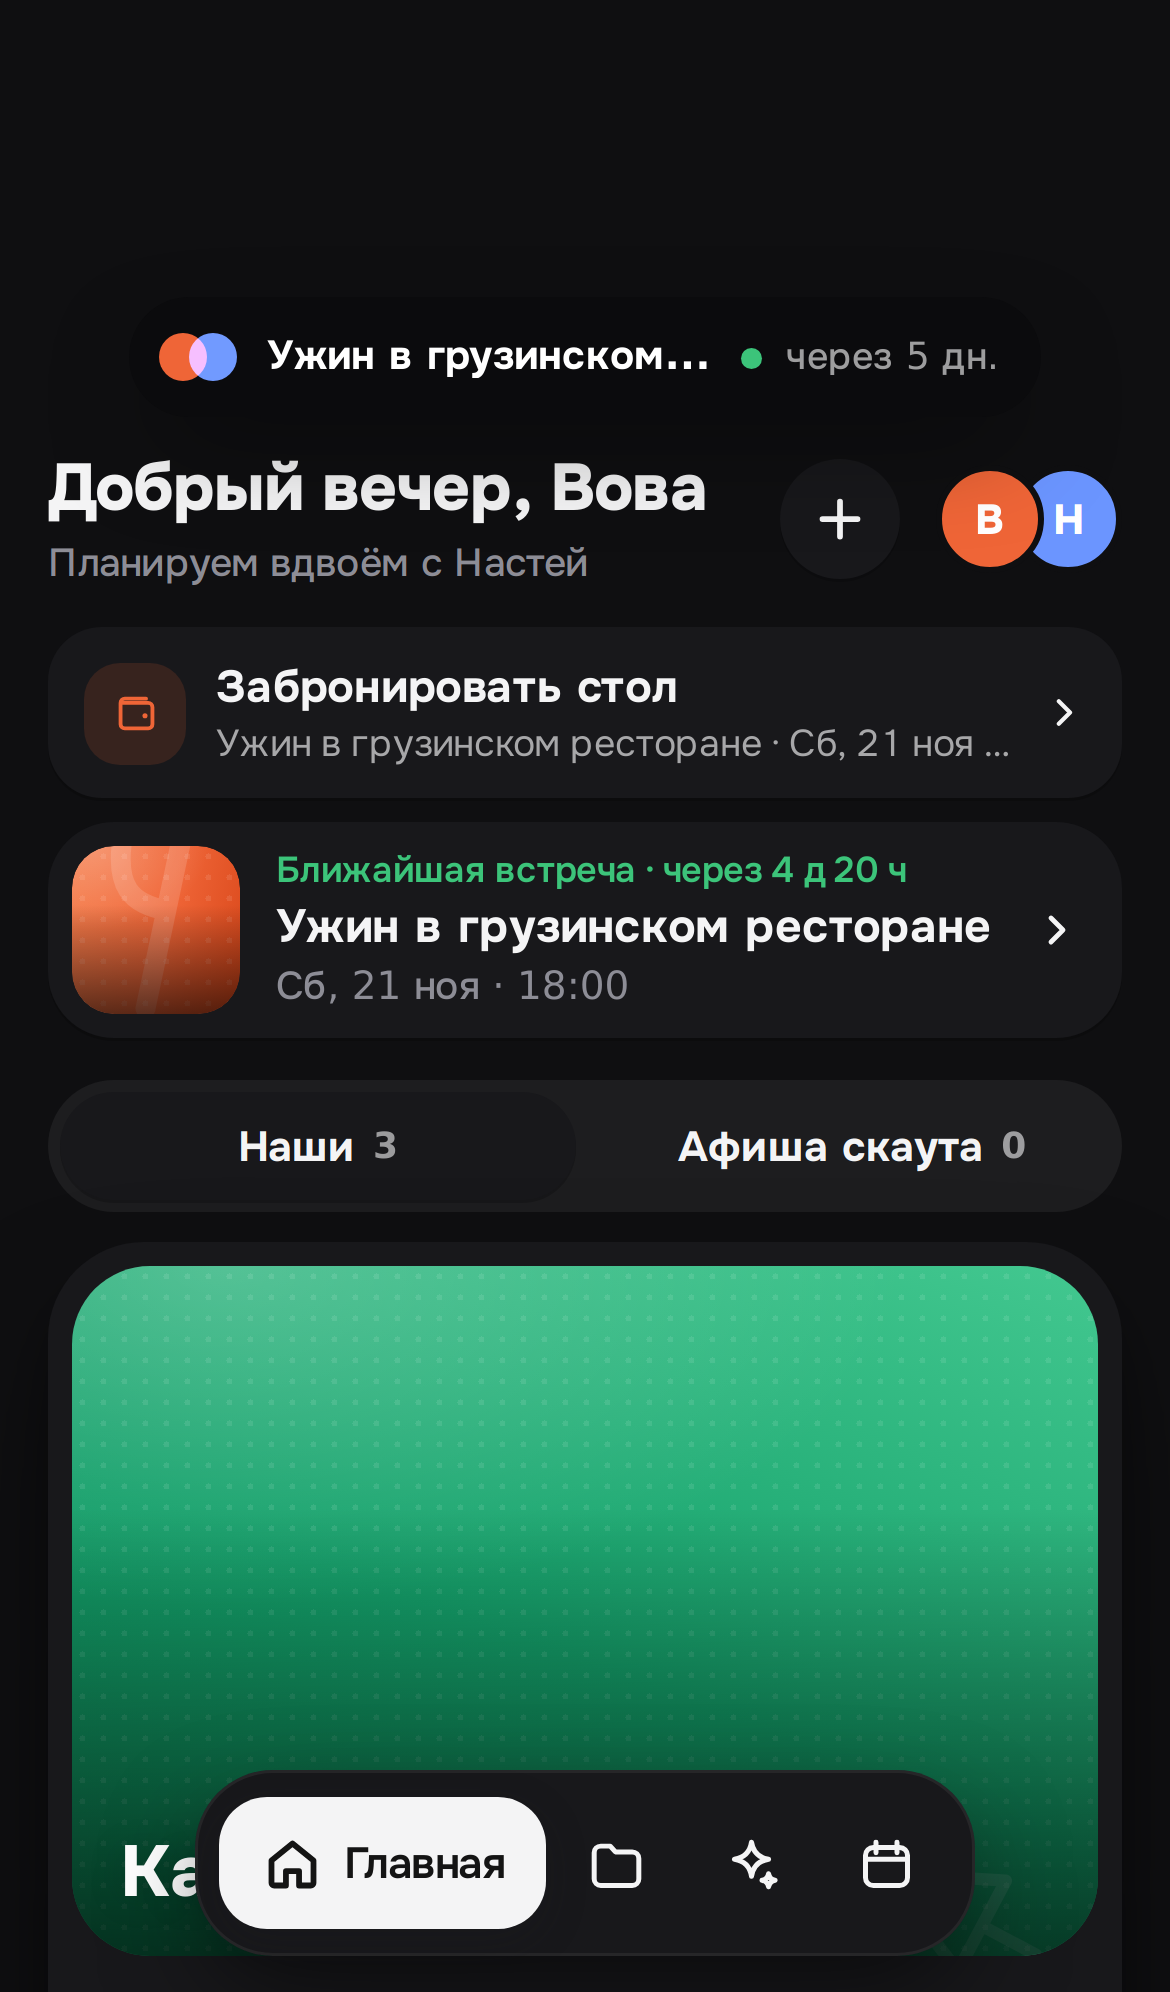 Ужин в грузинском... через 5 дн.
Добрый вечер, Вова
Планируем вдвоём с Настей
В Н
Забронировать стол
Ужин в грузинском ресторане · Сб, 21 ноя ...
Ближайшая встреча · через 4 д 20 ч
Ужин в грузинском ресторане
Сб, 21 ноя · 18:00
Наши 3
Афиша скаута 0
Ка
Главная